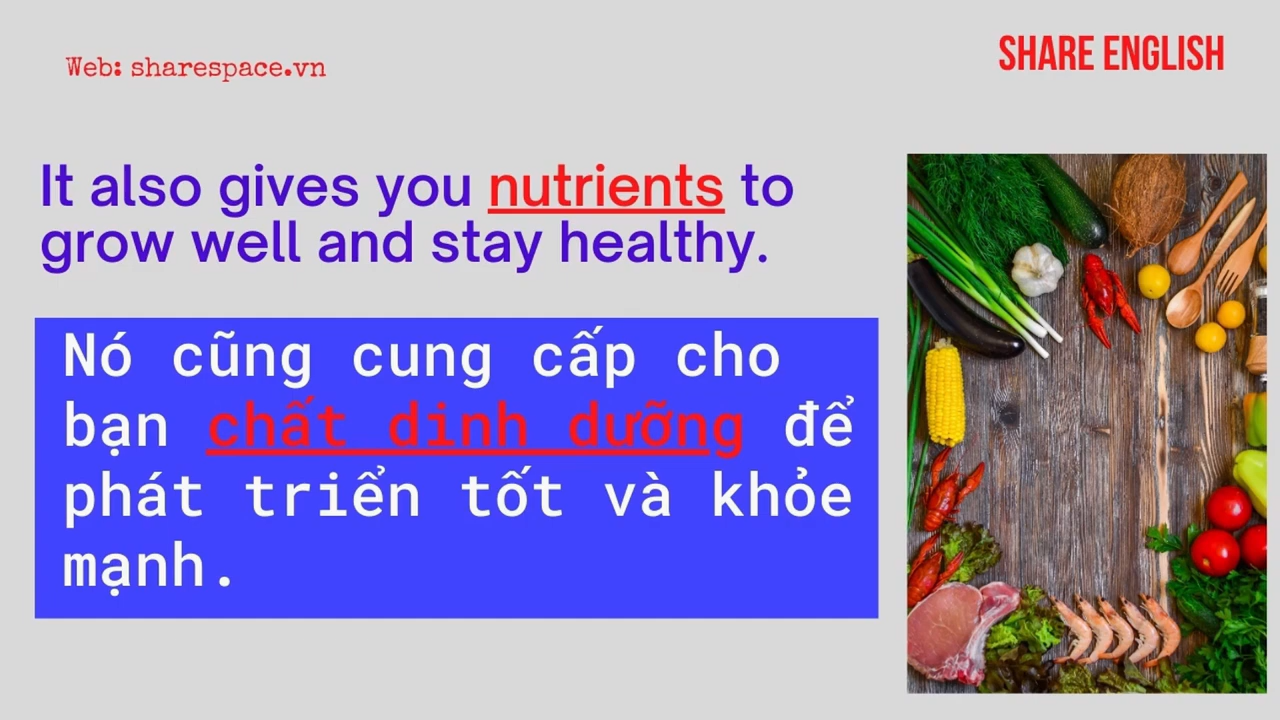 Web: sharespace.vn
SHARE ENGLISH
It also gives you nutrients to
grow well and stay healthy.
Nó cũng cung cấp cho
bạn chất dinh dưỡng để
phát triển tốt và khỏe
mạnh.